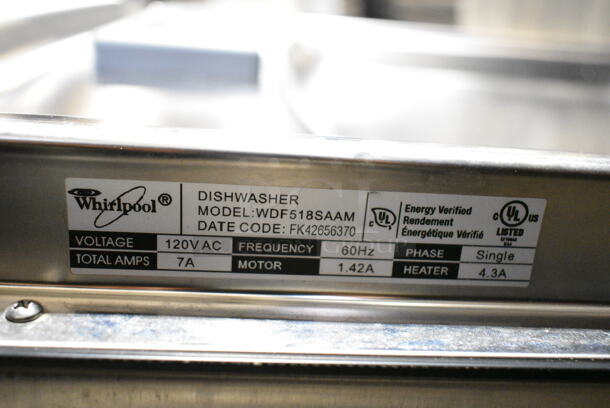 Whirlpool®
DISHWASHER
MODEL:WDF518SAAM
DATE CODE: FK42656370
UL
Energy Verified
Rendement
Énergétique Vérifié
c UL us
LISTED
VOLTAGE 120V AC FREQUENCY 60Hz PHASE Single
TOTAL AMPS 7A MOTOR 1.42A HEATER 4.3A